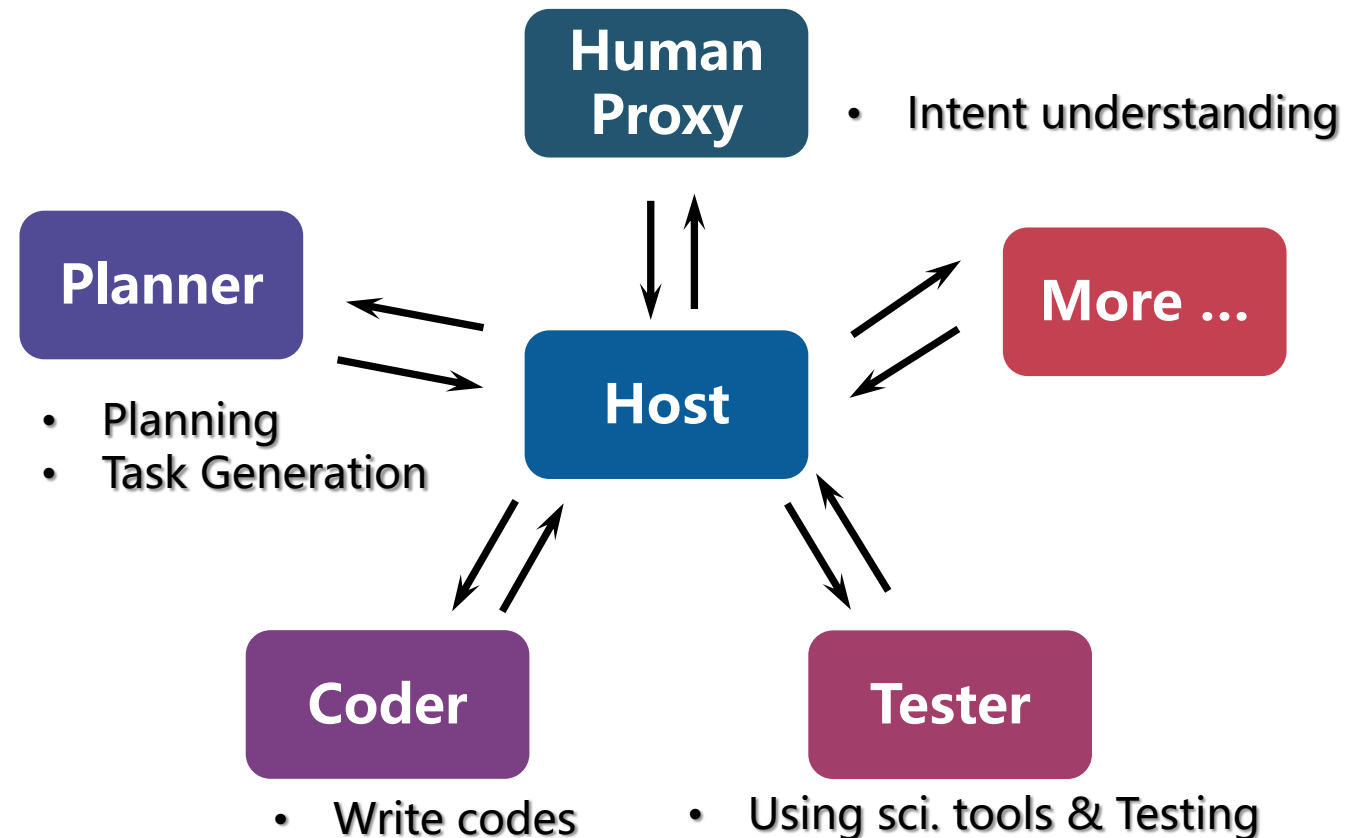 Human
Proxy
• Intent understanding
Planner
More ...
• Planning
• Task Generation
Host
Coder
Tester
• Write codes
• Using sci. tools & Testing